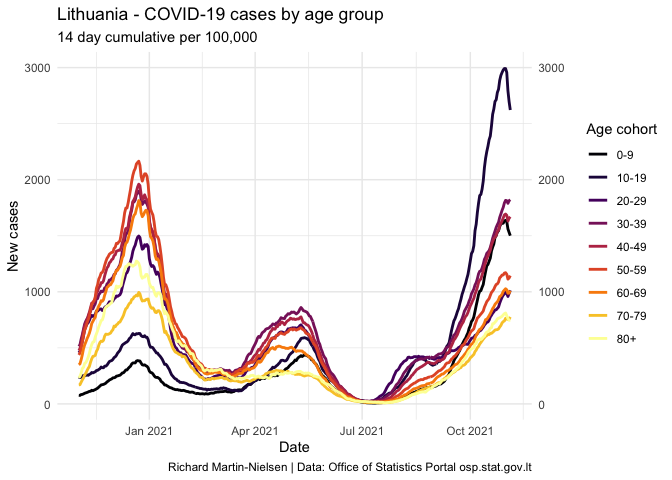 Lithuania - COVID-19 cases by age group
14 day cumulative per 100,000
3000
2000
1000
0
New cases
3000
2000
1000
0
Jan 2021
Apr 2021
Jul 2021
Oct 2021
Date
Age cohort
0-9
10-19
20-29
30-39
40-49
50-59
60-69
70-79
80+
Richard Martin-Nielsen | Data: Office of Statistics Portal osp.stat.gov.lt